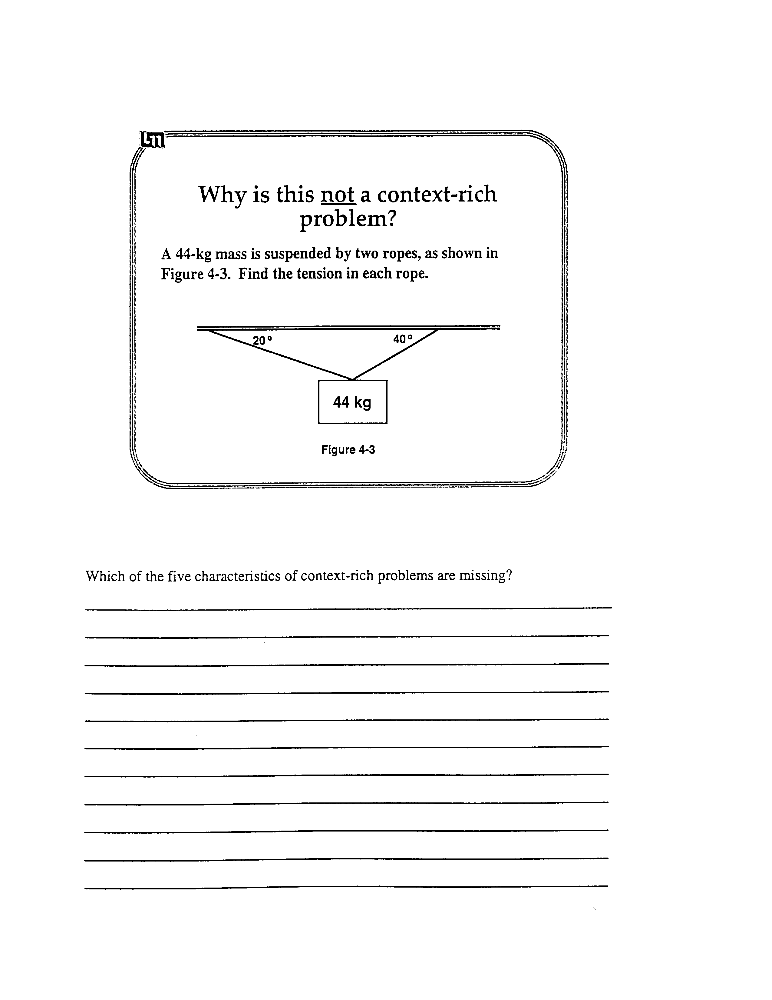 Why is this not a context-rich
problem?
A 44-kg mass is suspended by two ropes, as shown in
Figure 4-3. Find the tension in each rope.
20°
40°
44 kg
Figure 4-3
Which of the five characteristics of context-rich problems are missing?